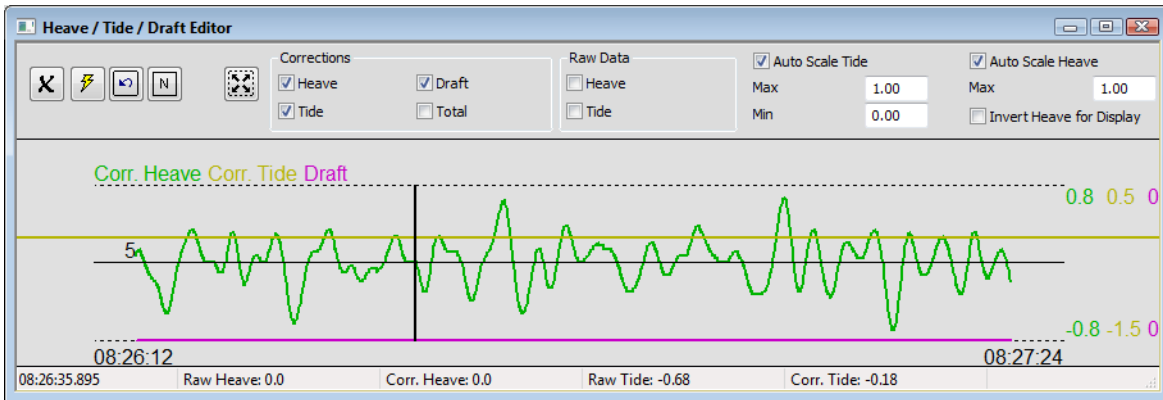 Heave / Tide / Draft Editor
Corrections Raw Data Auto Scale Tide Auto Scale Heave
X N Heave Draft Heave Max 1.00 Max 1.00
Tide Total Tide Min 0.00 Invert Heave for Display
Corr. Heave Corr. Tide Draft
0.8 0.5 0
5
-0.8 -1.5 0
08:26:12 08:27:24
08:26:35.895 Raw Heave: 0.0 Corr. Heave: 0.0 Raw Tide: -0.68 Corr. Tide: -0.18